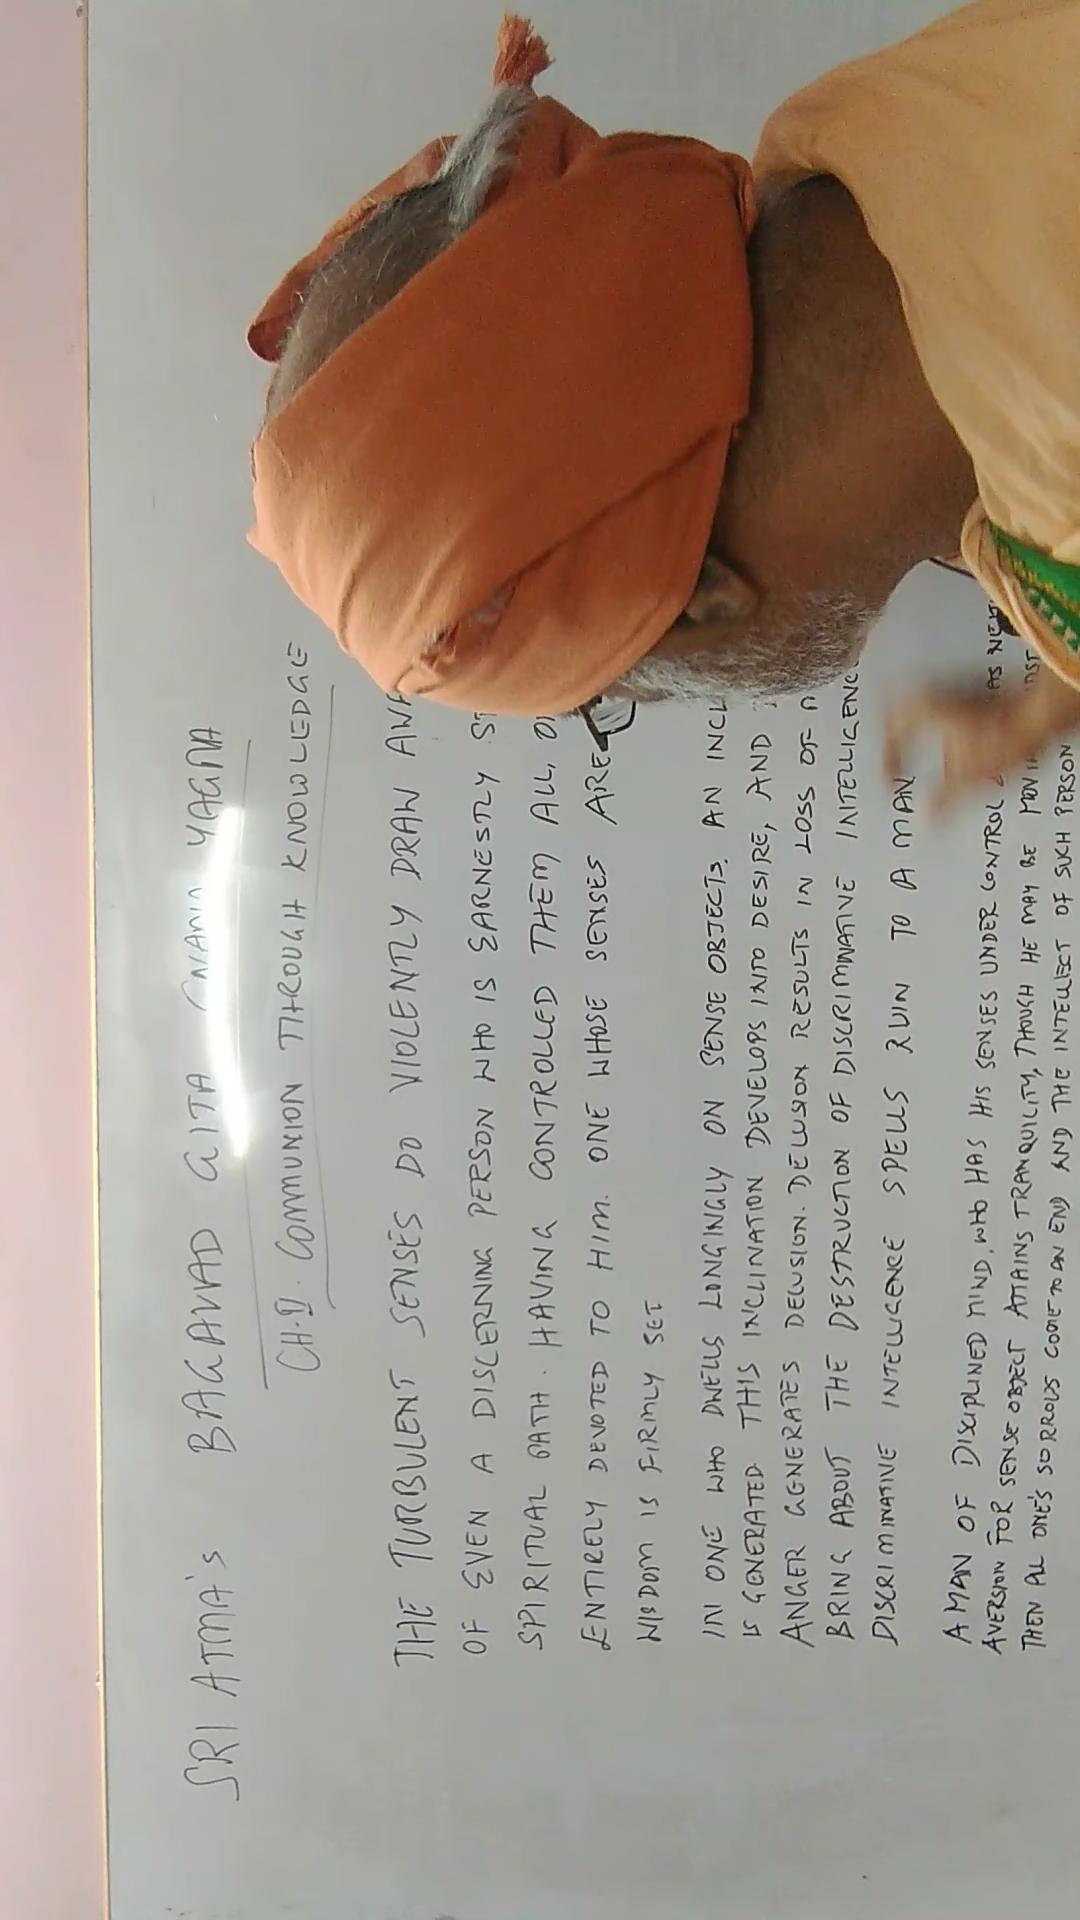 SRI ATMA'S BAGAVAD GITA YAGNA
CH-II. COMMUNION THROUGH KNOWLEDGE
THE TURBULENT SENSES DO VIOLENTLY DRAW
OF EVEN A DISCERNING PERSON WHO IS EARNESTLY
SPIRITUAL PATH. HAVING CONTROLLED THEM ALL,
ENTIRELY DEVOTED TO HIM. ONE WHOSE SENSES ARE
WISDOM IS FIRMLY SET
IN ONE WHO DWELLS LONGINGLY ON SENSE OBJECTS, AN
IS GENERATED THIS INCLINATION DEVELOPS INTO DESIRE, AND
ANGER GENERATES DELUSION. DELUSION RESULTS IN LOSS OF
BRING ABOUT THE DESTRUCTION OF DISCRIMINATIVE
DISCRIMINATIVE INTELLIGENCE SPELLS RUIN TO A MAN
A MAN OF DISCIPLINED MIND, WHO HAS HIS SENSES UNDER CONTROL
AVERSION FOR SENSE OBJECT ATTAINS TRANQUILITY, THOUGH HE MAY BE
THEN ALL ONE'S SORROWS COME TO AN END AND THE INTELLECT OF SUCH PERSON